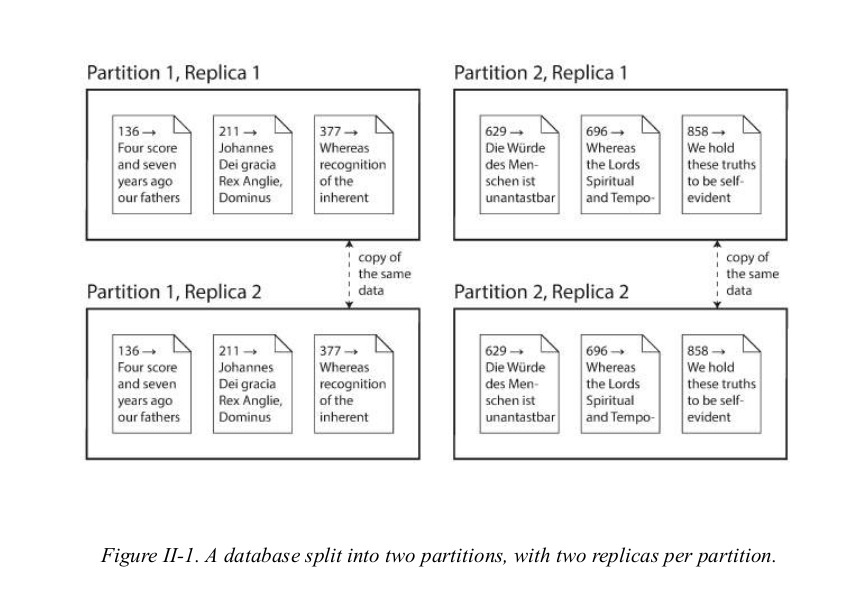 Partition 1, Replica 1
136 →
Four score
and seven
years ago
our fathers
211 →
Johannes
Dei gracia
Rex Anglie,
Dominus
377 →
Whereas
recognition
of the
inherent
Partition 2, Replica 1
629 →
Die Würde
des Men-
schen ist
unantastbar
696 →
Whereas
the Lords
Spiritual
and Tempo-
858 →
We hold
these truths
to be self-
evident
copy of
the same
data
copy of
the same
data
Partition 1, Replica 2
136 →
Four score
and seven
years ago
our fathers
211 →
Johannes
Dei gracia
Rex Anglie,
Dominus
377 →
Whereas
recognition
of the
inherent
Partition 2, Replica 2
629 →
Die Würde
des Men-
schen ist
unantastbar
696 →
Whereas
the Lords
Spiritual
and Tempo-
858 →
We hold
these truths
to be self-
evident
Figure II-1. A database split into two partitions, with two replicas per partition.